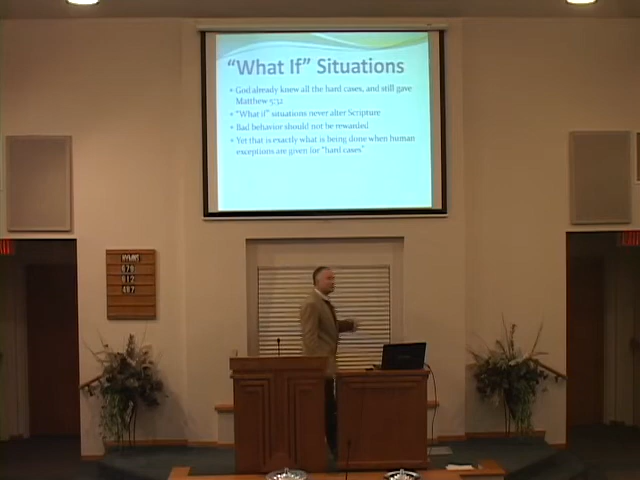 "What If" Situations
God already knew all the hard cases, and still gave
Matthew 5:32
"What if" situations never alter Scripture
Bad behavior should not be rewarded
Yet that is exactly what is being done when human
exceptions are given for "hard cases"
HYMNS